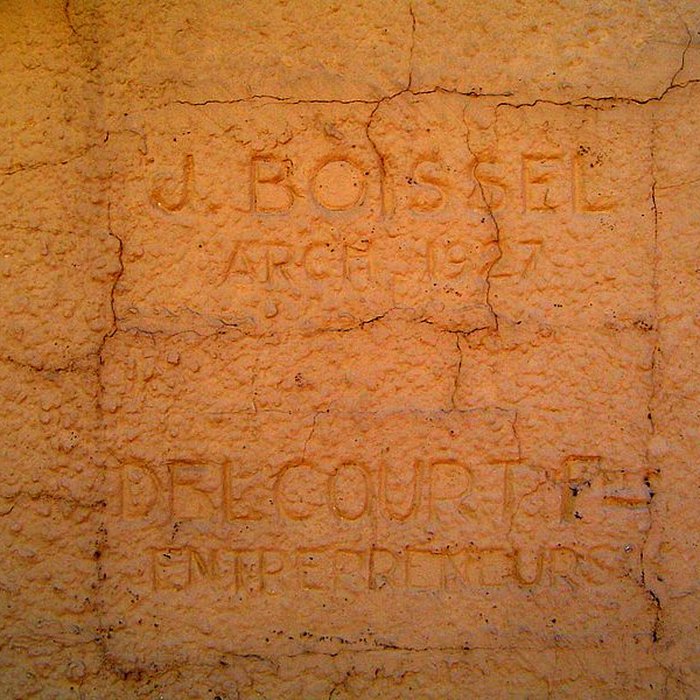 J. BOISSEL
ARCH 1927
DELCOURT F
ENTREPRENEURS